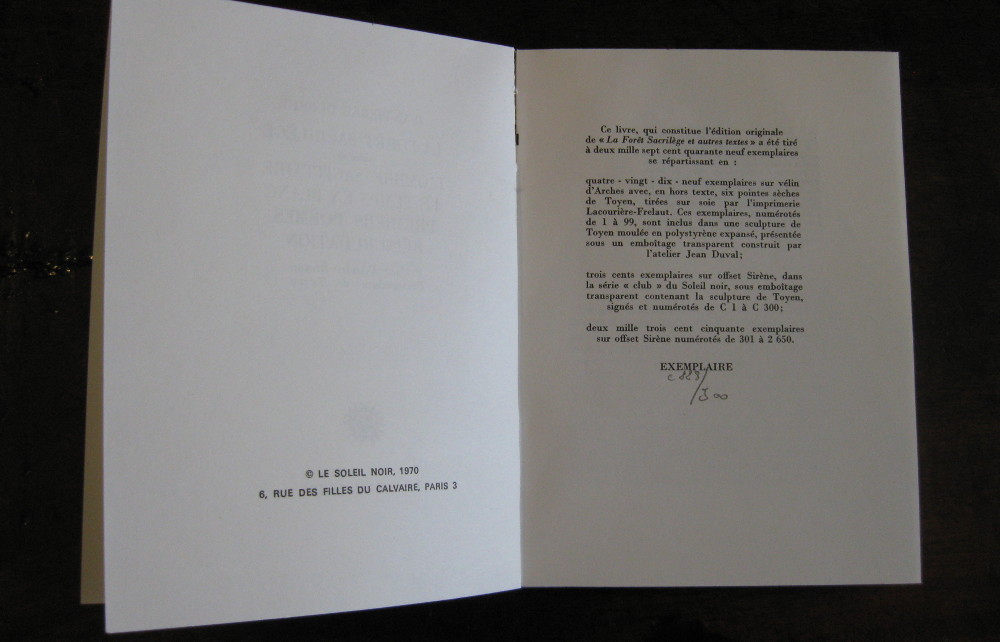 © LE SOLEIL NOIR, 1970
6, RUE DES FILLES DU CALVAIRE, PARIS 3
Ce livre, qui constitue l'édition originale
de « La Forêt Sacrilège et autres textes » a été tiré
à deux mille sept cent quarante neuf exemplaires
se répartissant en :
quatre - vingt - dix - neuf exemplaires sur vélin
d'Arches avec, en hors texte, six pointes sèches
de Toyen, tirées sur soie par l'imprimerie
Lacourière-Frelaut. Ces exemplaires, numérotés
de 1 à 99, sont inclus dans une sculpture de
Toyen moulée en polystyrène expansé, présentée
sous un emboîtage transparent construit par
l'atelier Jean Duval;
trois cents exemplaires sur offset Sirène, dans
la série « club » du Soleil noir, sous emboîtage
transparent contenant la sculpture de Toyen,
signés et numérotés de C 1 à C 300;
deux mille trois cent cinquante exemplaires
sur offset Sirène numérotés de 301 à 2 650.
EXEMPLAIRE
/300